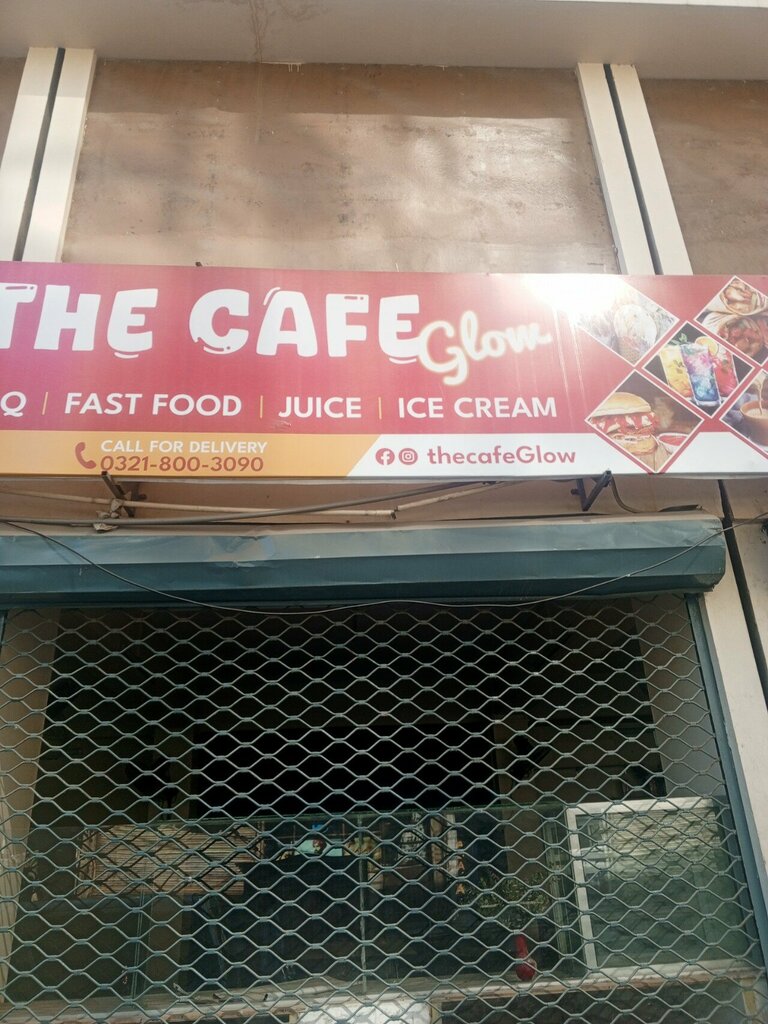 THE CAFE Glow
Q | FAST FOOD | JUICE | ICE CREAM
CALL FOR DELIVERY
0321-800-3090
thecafeGlow